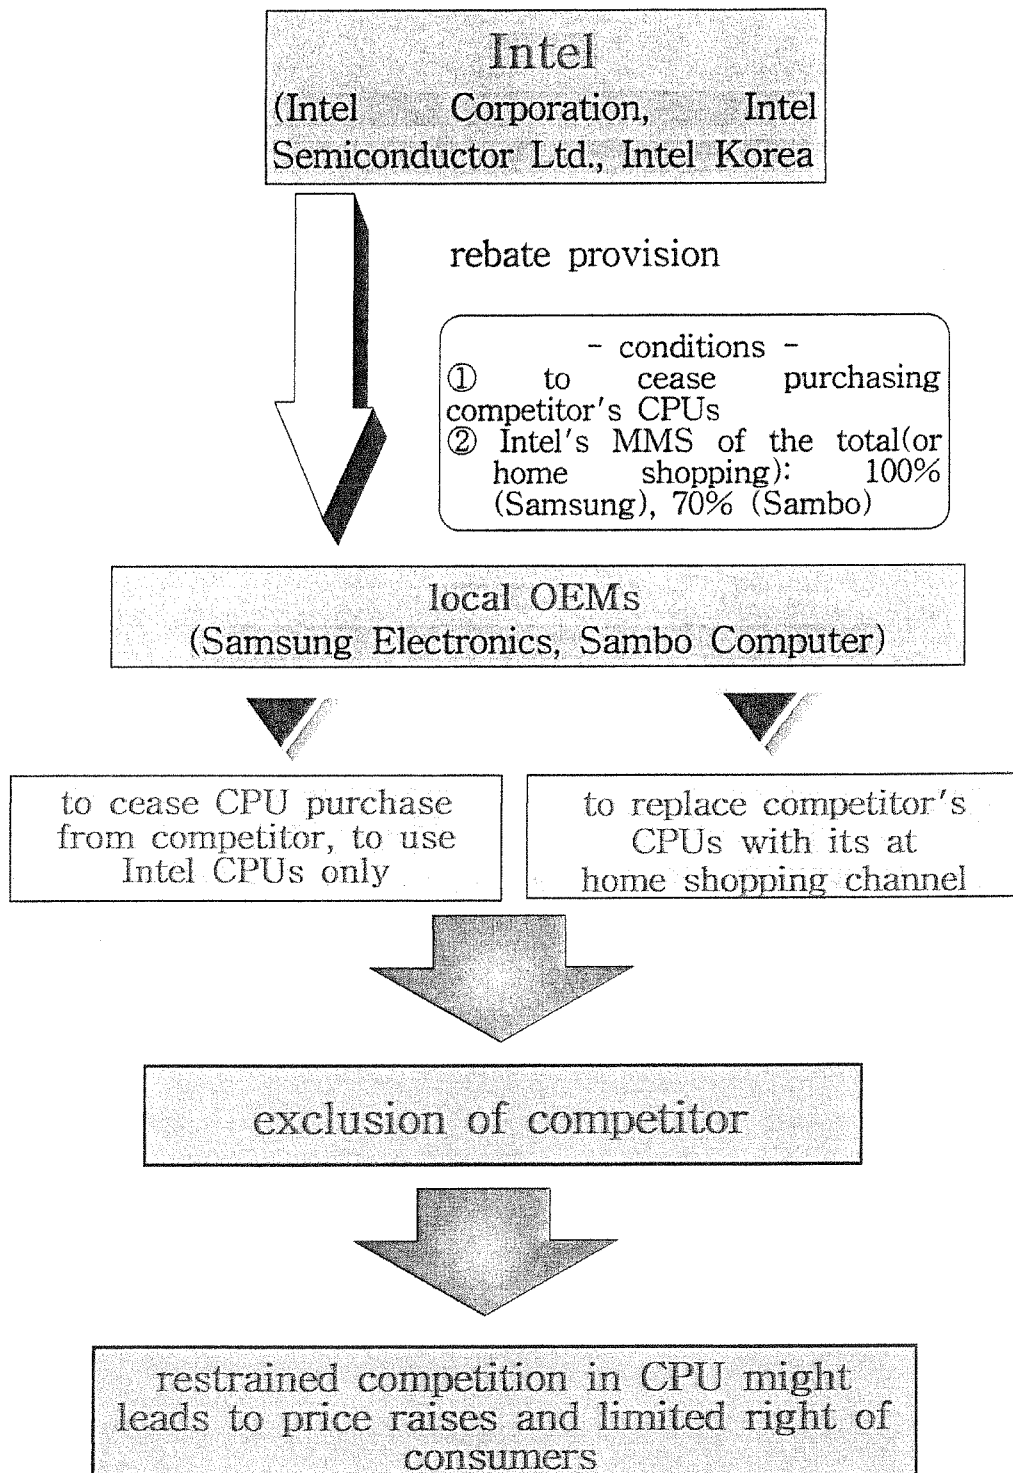 Intel
(Intel Corporation, Intel
Semiconductor Ltd., Intel Korea
rebate provision
- conditions -
① to cease purchasing
competitor's CPUs
② Intel's MMS of the total(or
home shopping): 100%
(Samsung), 70% (Sambo)
local OEMs
(Samsung Electronics, Sambo Computer)
to cease CPU purchase
from competitor, to use
Intel CPUs only
to replace competitor's
CPUs with its at
home shopping channel
exclusion of competitor
restrained competition in CPU might
leads to price raises and limited right of
consumers